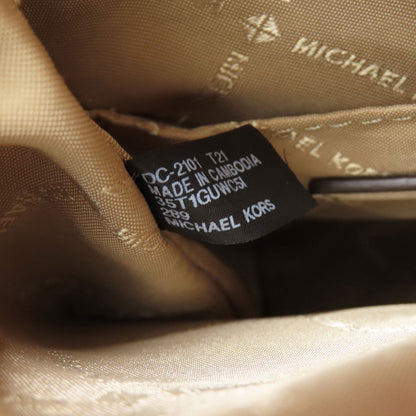 MICHAEL
MICHAEL KORS
DC-2101 T21
MADE IN CAMBODIA
35T1GUWC5I
289
MICHAEL KORS